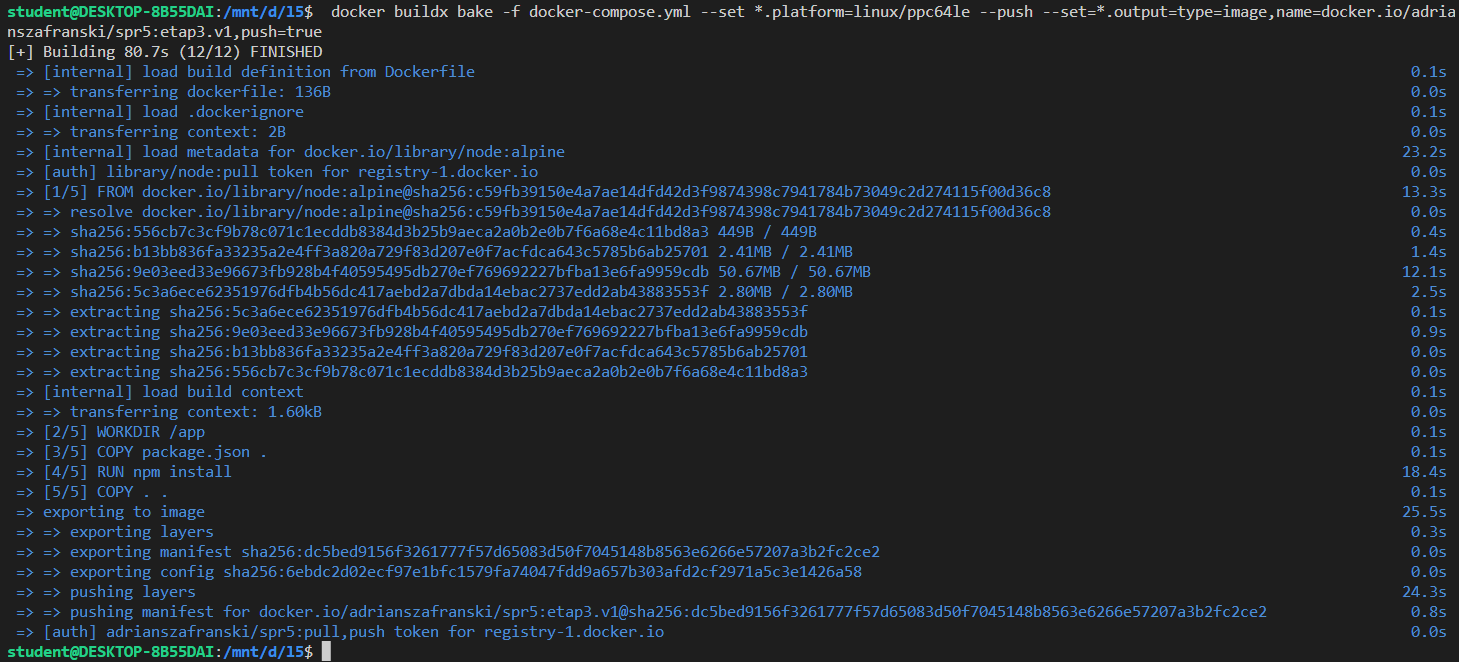 student@DESKTOP-8B55DAI:/mnt/d/l5$  docker buildx bake -f docker-compose.yml --set *.platform=linux/ppc64le --push --set=*.output=type=image,name=docker.io/adria
nszafranski/spr5:etap3.v1,push=true
[+] Building 80.7s (12/12) FINISHED
 => [internal] load build definition from Dockerfile 0.1s
 => => transferring dockerfile: 136B 0.0s
 => [internal] load .dockerignore 0.1s
 => => transferring context: 2B 0.0s
 => [internal] load metadata for docker.io/library/node:alpine 23.2s
 => [auth] library/node:pull token for registry-1.docker.io 0.0s
 => [1/5] FROM docker.io/library/node:alpine@sha256:c59fb39150e4a7ae14dfd42d3f9874398c7941784b73049c2d274115f00d36c8 13.3s
 => => resolve docker.io/library/node:alpine@sha256:c59fb39150e4a7ae14dfd42d3f9874398c7941784b73049c2d274115f00d36c8 0.0s
 => => sha256:556cb7c3cf9b78c071c1ecddb8384d3b25b9aeca2a0b2e0b7f6a68e4c11bd8a3 449B / 449B 0.4s
 => => sha256:b13bb836fa33235a2e4ff3a820a729f83d207e0f7acfdca643c5785b6ab25701 2.41MB / 2.41MB 1.4s
 => => sha256:9e03eed33e96673fb928b4f40595495db270ef769692227bfba13e6fa9959cdb 50.67MB / 50.67MB 12.1s
 => => sha256:5c3a6ece62351976dfb4b56dc417aebd2a7dbda14ebac2737edd2ab43883553f 2.80MB / 2.80MB 2.5s
 => => extracting sha256:5c3a6ece62351976dfb4b56dc417aebd2a7dbda14ebac2737edd2ab43883553f 0.1s
 => => extracting sha256:9e03eed33e96673fb928b4f40595495db270ef769692227bfba13e6fa9959cdb 0.9s
 => => extracting sha256:b13bb836fa33235a2e4ff3a820a729f83d207e0f7acfdca643c5785b6ab25701 0.0s
 => => extracting sha256:556cb7c3cf9b78c071c1ecddb8384d3b25b9aeca2a0b2e0b7f6a68e4c11bd8a3 0.0s
 => [internal] load build context 0.1s
 => => transferring context: 1.60kB 0.0s
 => [2/5] WORKDIR /app 0.1s
 => [3/5] COPY package.json . 0.1s
 => [4/5] RUN npm install 18.4s
 => [5/5] COPY . . 0.1s
 => exporting to image 25.5s
 => => exporting layers 0.3s
 => => exporting manifest sha256:dc5bed9156f3261777f57d65083d50f7045148b8563e6266e57207a3b2fc2ce2 0.0s
 => => exporting config sha256:6ebdc2d02ecf97e1bfc1579fa74047fdd9a657b303afd2cf2971a5c3e1426a58 0.0s
 => => pushing layers 24.3s
 => => pushing manifest for docker.io/adrianszafranski/spr5:etap3.v1@sha256:dc5bed9156f3261777f57d65083d50f7045148b8563e6266e57207a3b2fc2ce2 0.8s
 => [auth] adrianszafranski/spr5:pull,push token for registry-1.docker.io 0.0s
student@DESKTOP-8B55DAI:/mnt/d/l5$